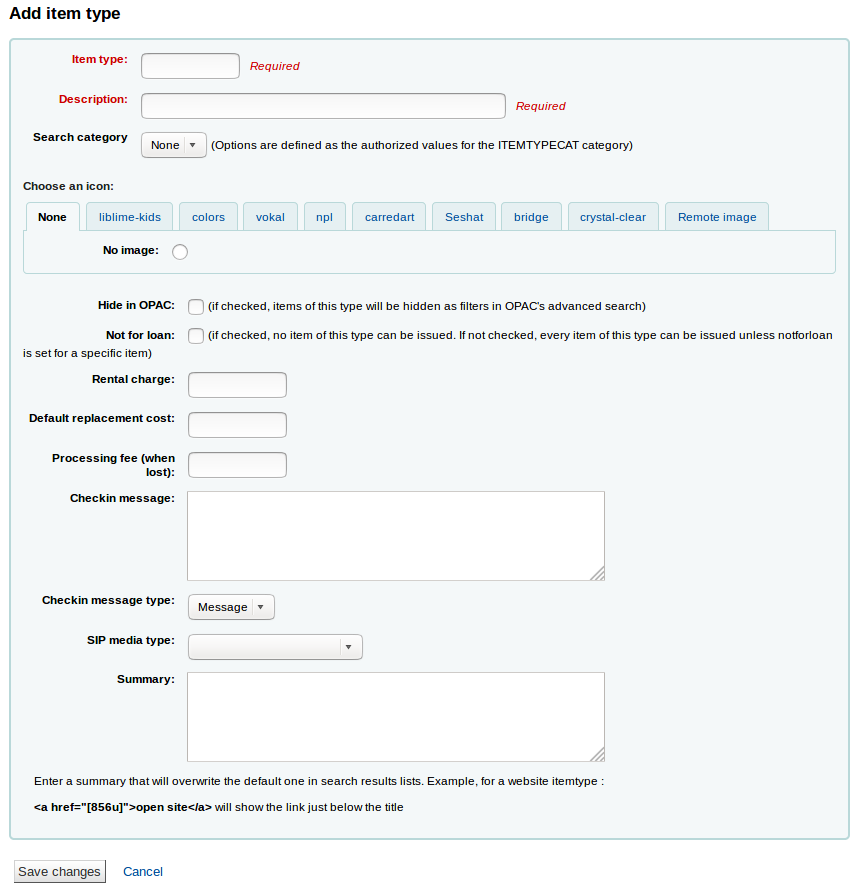 Add item type
Item type: Required
Description: Required
Search category None (Options are defined as the authorized values for the ITEMTYPECAT category)
Choose an icon:
None liblime-kids colors vokal npl carredart Seshat bridge crystal-clear Remote image
No image:
Hide in OPAC: (if checked, items of this type will be hidden as filters in OPAC's advanced search)
Not for loan: (if checked, no item of this type can be issued. If not checked, every item of this type can be issued unless notforloan
is set for a specific item)
Rental charge:
Default replacement cost:
Processing fee (when
lost):
Checkin message:
Checkin message type: Message
SIP media type:
Summary:
Enter a summary that will overwrite the default one in search results lists. Example, for a website itemtype :
<a href="[856u]">open site</a> will show the link just below the title
Save changes Cancel